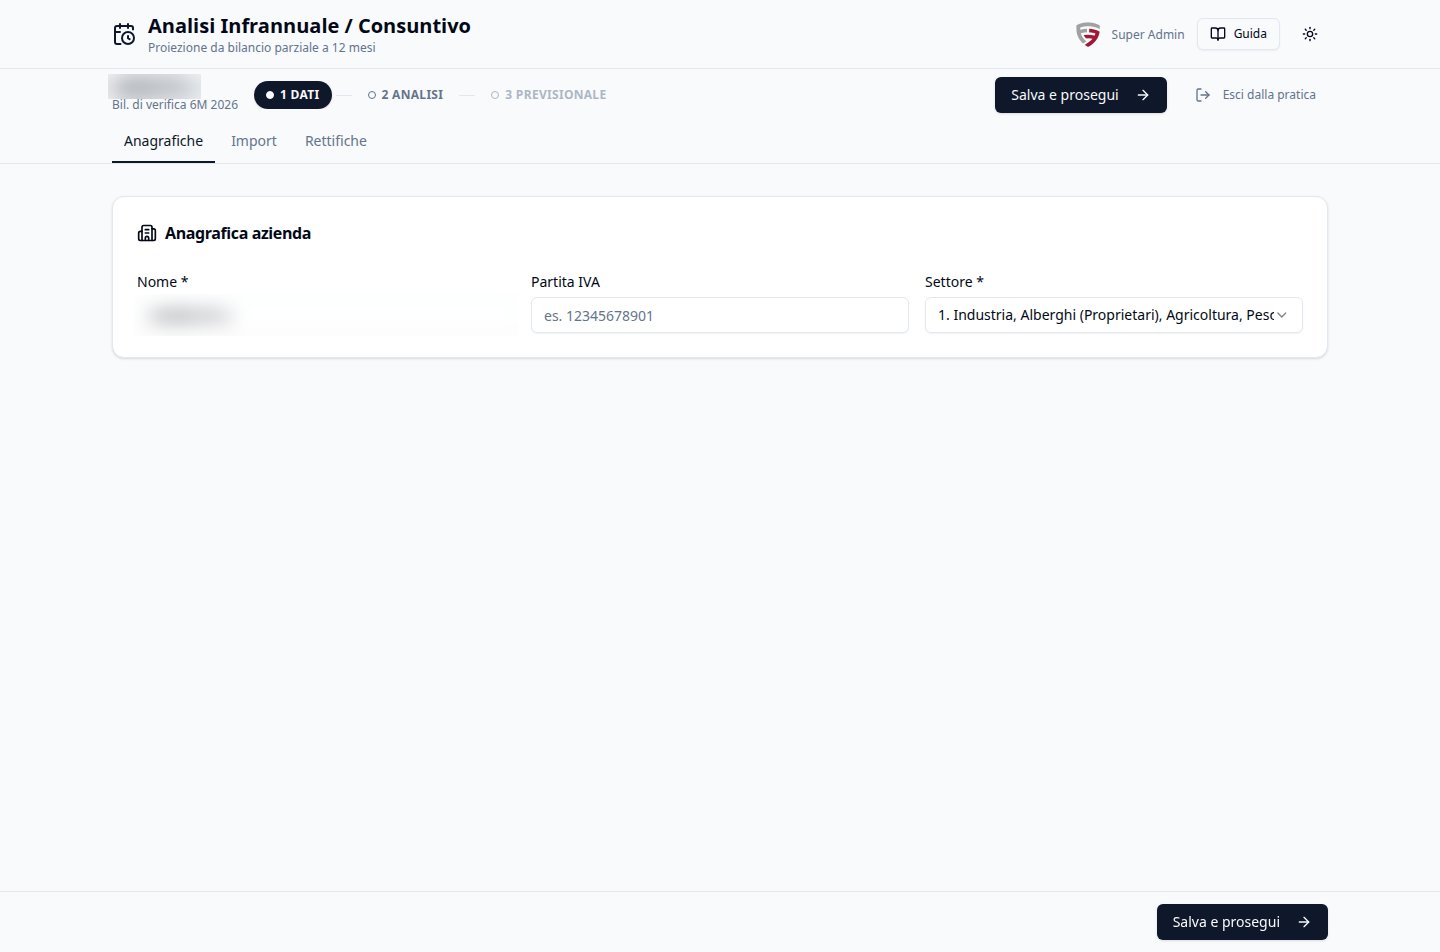 Analisi Infrannuale / Consuntivo
Proiezione da bilancio parziale a 12 mesi
Super Admin
Guida
Bil. di verifica 6M 2026
1 DATI
2 ANALISI
3 PREVISIONALE
Salva e prosegui
Esci dalla pratica
Anagrafiche
Import
Rettifiche
Anagrafica azienda
Nome *
Partita IVA
es. 12345678901
Settore *
1. Industria, Alberghi (Proprietari), Agricoltura, Pesc
Salva e prosegui